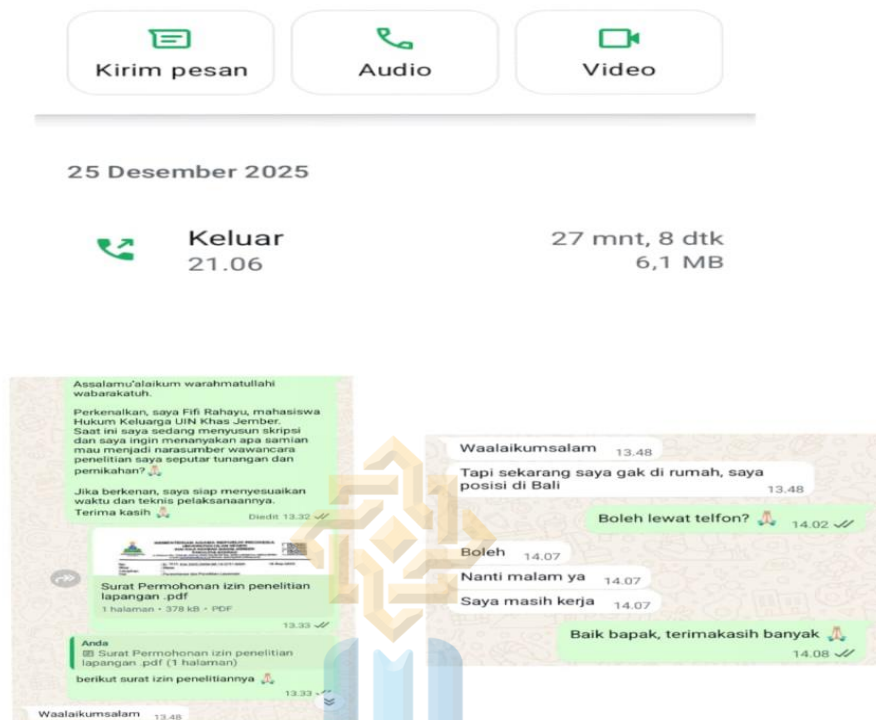 Kirim pesan
Audio
Video
25 Desember 2025
Keluar
27 mnt, 8 dtk
21.06
6,1 MB
Assalamu'alaikum warahmatullahi
wabarakatuh.
Perkenalkan, saya Fifi Rahayu, mahasiswa
Hukum Keluarga UIN Khas Jember.
Saat ini saya sedang menyusun skripsi
dan saya ingin menanyakan apa samian
mau menjadi narasumber wawancara
penelitian saya seputar tunangan dan
pernikahan? 🙏🏻
Jika berkenan, saya siap menyesuaikan
waktu dan teknis pelaksanaannya.
Terima kasih 🙏🏻
Diedit 13.32
Surat Permohonan izin penelitian
lapangan .pdf
1 halaman • 378 kB • PDF
13.33
Anda
Surat Permohonan izin penelitian
lapangan .pdf (1 halaman)
berikut surat izin penelitiannya 🙏🏻
13.33
Waalaikumsalam 13.48
Waalaikumsalam 13.48
Tapi sekarang saya gak di rumah, saya
posisi di Bali
13.48
Boleh lewat telfon? 🙏🏻 14.02
Boleh 14.07
Nanti malam ya 14.07
Saya masih kerja 14.07
Baik bapak, terimakasih banyak 🙏🏻
14.08